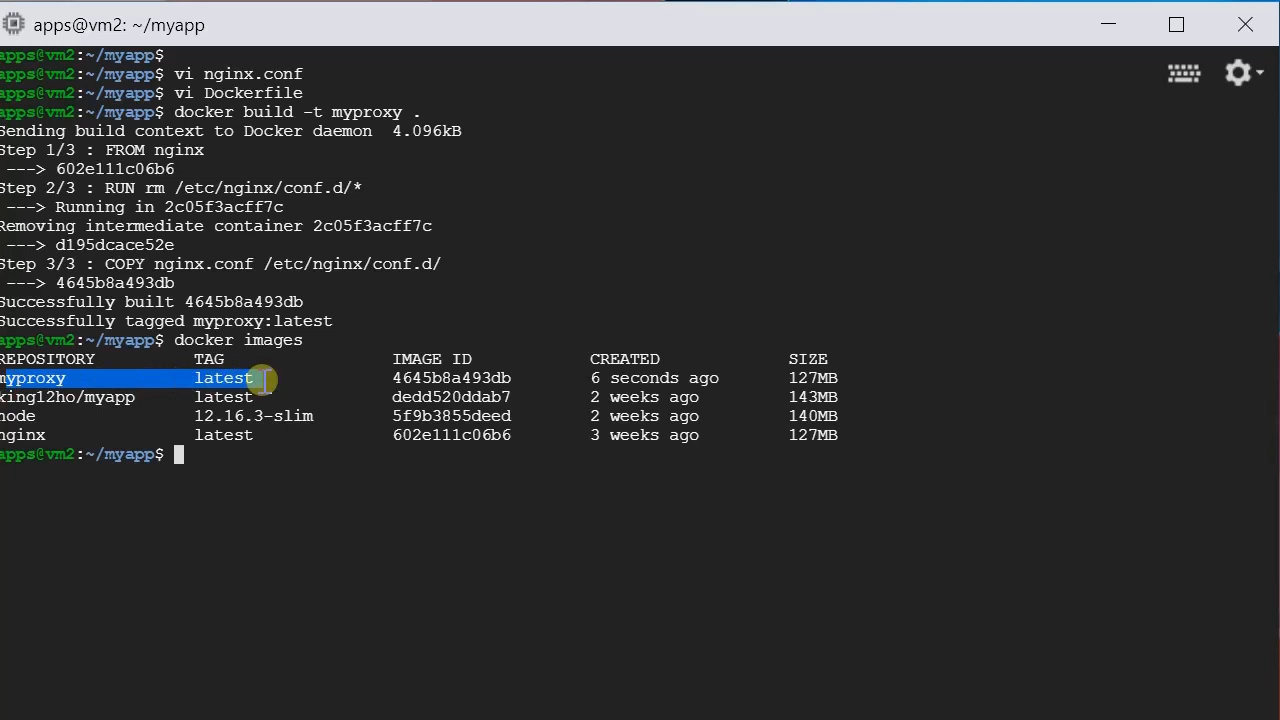 apps@vm2: ~/myapp
apps@vm2:~/myapp$
apps@vm2:~/myapp$ vi nginx.conf
apps@vm2:~/myapp$ vi Dockerfile
apps@vm2:~/myapp$ docker build -t myproxy .
Sending build context to Docker daemon  4.096kB
Step 1/3 : FROM nginx
 ---> 602e111c06b6
Step 2/3 : RUN rm /etc/nginx/conf.d/*
 ---> Running in 2c05f3acff7c
Removing intermediate container 2c05f3acff7c
 ---> d195dcace52e
Step 3/3 : COPY nginx.conf /etc/nginx/conf.d/
 ---> 4645b8a493db
Successfully built 4645b8a493db
Successfully tagged myproxy:latest
apps@vm2:~/myapp$ docker images
REPOSITORY          TAG                 IMAGE ID            CREATED             SIZE
myproxy             latest              4645b8a493db        6 seconds ago       127MB
king12ho/myapp      latest              dedd520ddab7        2 weeks ago         143MB
node                12.16.3-slim        5f9b3855deed        2 weeks ago         140MB
nginx               latest              602e111c06b6        3 weeks ago         127MB
apps@vm2:~/myapp$